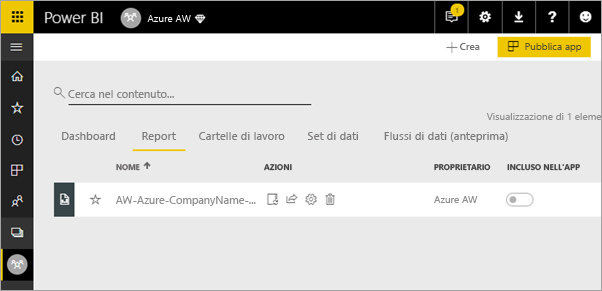 Power BI Azure AW 1
Crea Pubblica app
Cerca nel contenuto...
Visualizzazione di 1 eleme
Dashboard Report Cartelle di lavoro Set di dati Flussi di dati (anteprima)
NOME AZIONI PROPRIETARIO INCLUSO NELL'APP
AW-Azure-CompanyName-... Azure AW